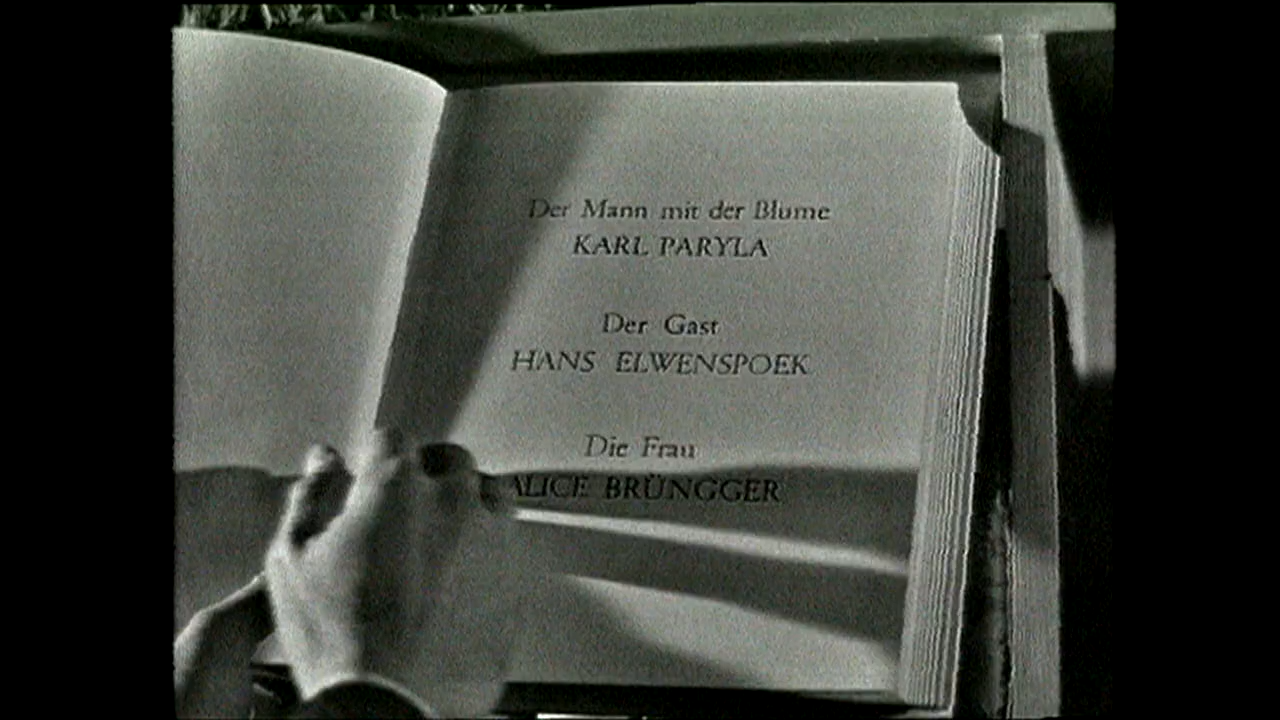 Der Mann mit der Blume
KARL PARYLA
Der Gast
HANS ELWENSPOEK
Die Frau
ALICE BRÜNGGER